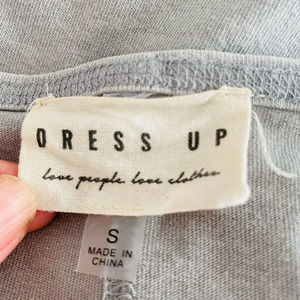 DRESS UP
love people. love clothes
S
MADE IN
CHINA